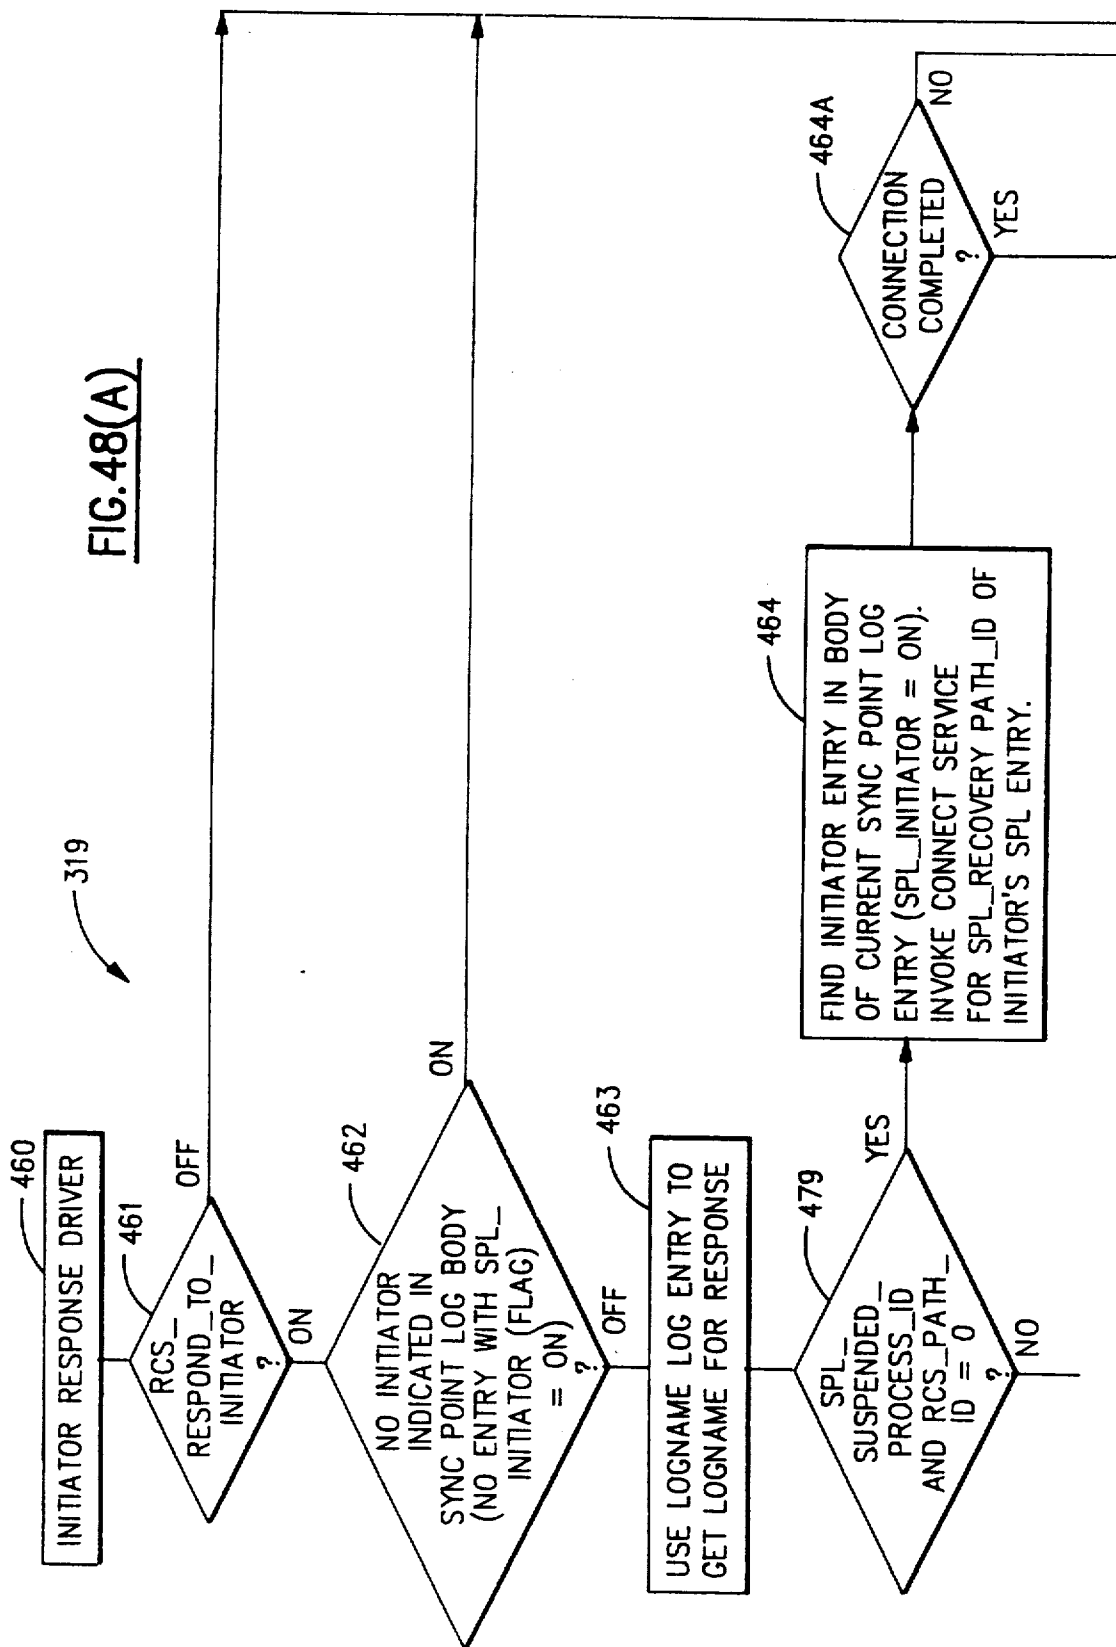 FIG.48(A)
319
460
INITIATOR RESPONSE DRIVER
461
RCS_
RESPOND_TO_
INITIATOR
?
OFF
ON
462
NO INITIATOR
INDICATED IN
SYNC POINT LOG BODY
(NO ENTRY WITH SPL_
INITIATOR (FLAG)
= ON)
?
ON
OFF
463
USE LOGNAME LOG ENTRY TO
GET LOGNAME FOR RESPONSE
479
SPL_
SUSPENDED_
PROCESS_ID
AND RCS_PATH_
ID = 0
?
YES
NO
464
FIND INITIATOR ENTRY IN BODY
OF CURRENT SYNC POINT LOG
ENTRY (SPL_INITIATOR = ON).
INVOKE CONNECT SERVICE
FOR SPL_RECOVERY PATH_ID OF
INITIATOR'S SPL ENTRY.
464A
CONNECTION
COMPLETED
?
NO
YES